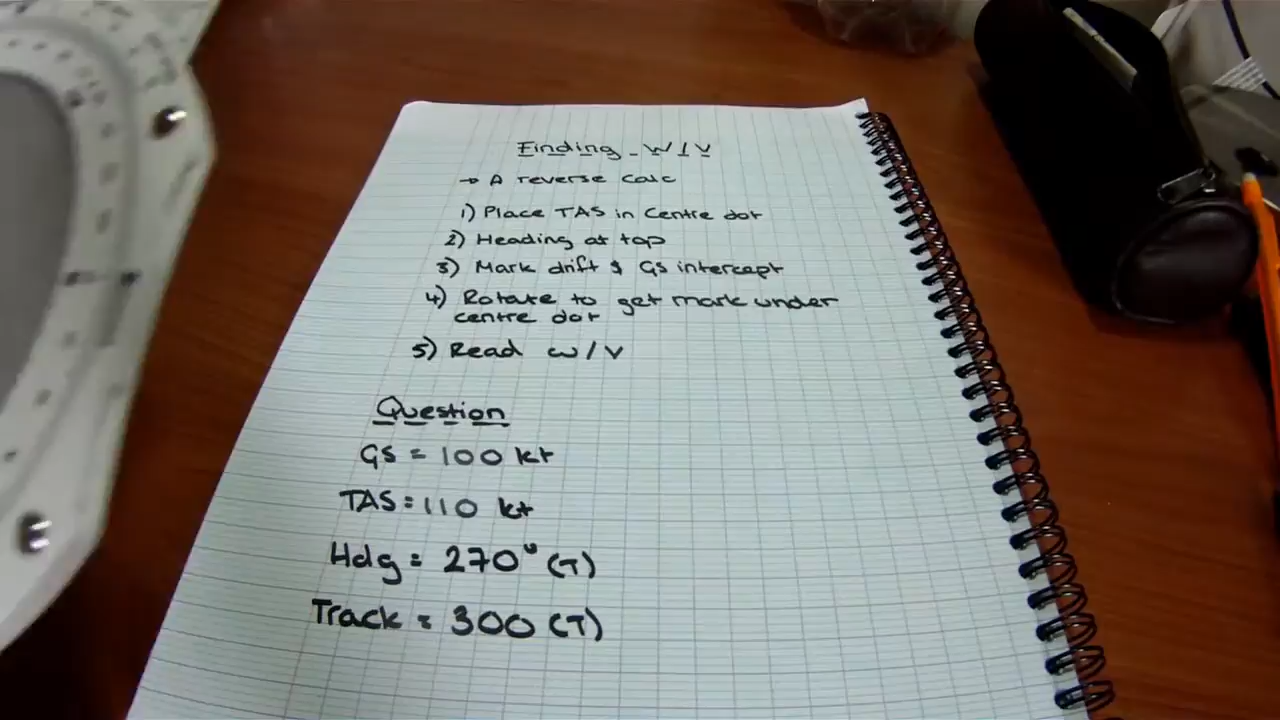 Finding W/V
→ A reverse calc
1) Place TAS in Centre dot
2) Heading at top
3) Mark drift & GS intercept
4) Rotate to get mark under
centre dot
5) Read w/v
Question
GS = 100 kt
TAS = 110 kt
Hdg = 270° (T)
Track = 300 (T)